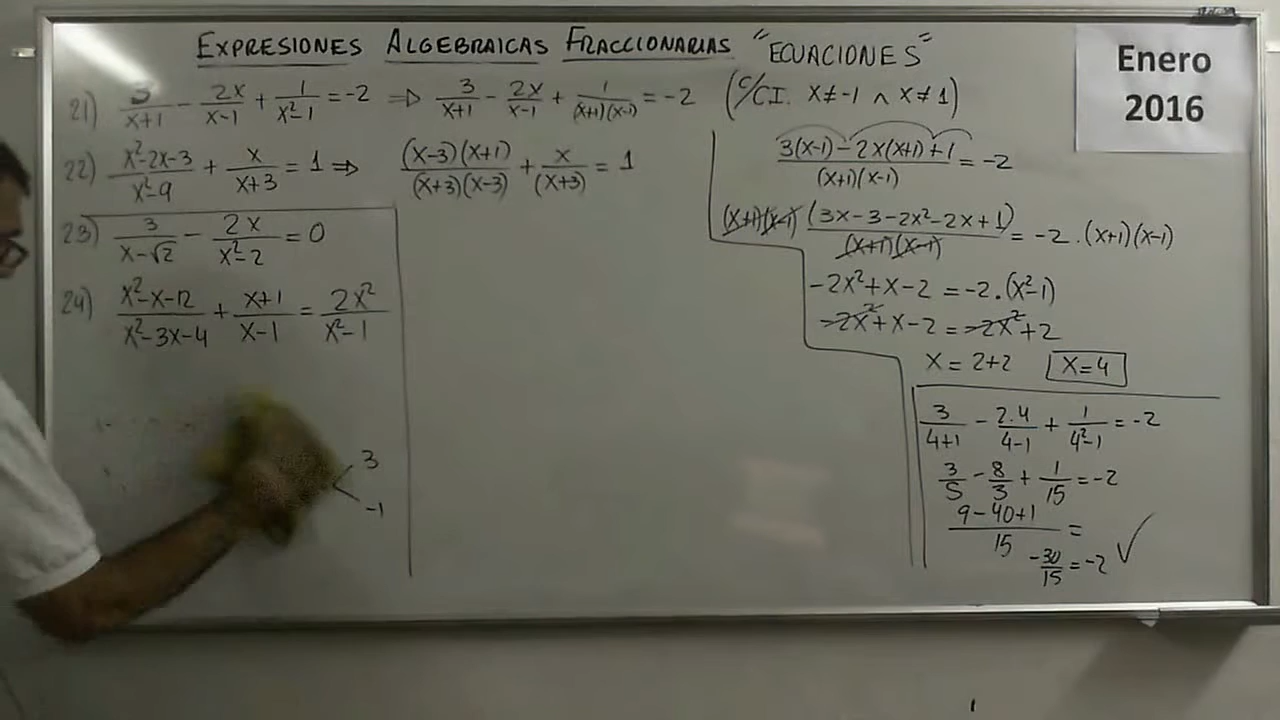 EXPRESIONES ALGEBRAICAS FRACCIONARIAS "ECUACIONES"
Enero
2016
21) 3/(x+1) - 2x/(x-1) + 1/(x²-1) = -2 ⇒ 3/(x+1) - 2x/(x-1) + 1/((x+1)(x-1)) = -2 (C/CI. x≠-1 ∧ x≠1)
22) (x²-2x-3)/(x²-9) + x/(x+3) = 1 ⇒ ((x-3)(x+1))/((x+3)(x-3)) + x/(x+3) = 1
23) 3/(x-√2) - 2x/(x²-2) = 0
24) (x²-x-12)/(x²-3x-4) + (x+1)/(x-1) = 2x²/(x²-1)
3
-1
(3(x-1) - 2x(x+1) + 1)/((x+1)(x-1)) = -2
(x+1)(x-1) (3x-3-2x²-2x+1)/((x+1)(x-1)) = -2.(x+1)(x-1)
-2x²+x-2 = -2.(x²-1)
-2x²+x-2 = -2x²+2
x = 2+2 x=4
3/(4+1) - 2.4/(4-1) + 1/(4²-1) = -2
3/5 - 8/3 + 1/15 = -2
(9-40+1)/15 =
-30/15 = -2 ✓